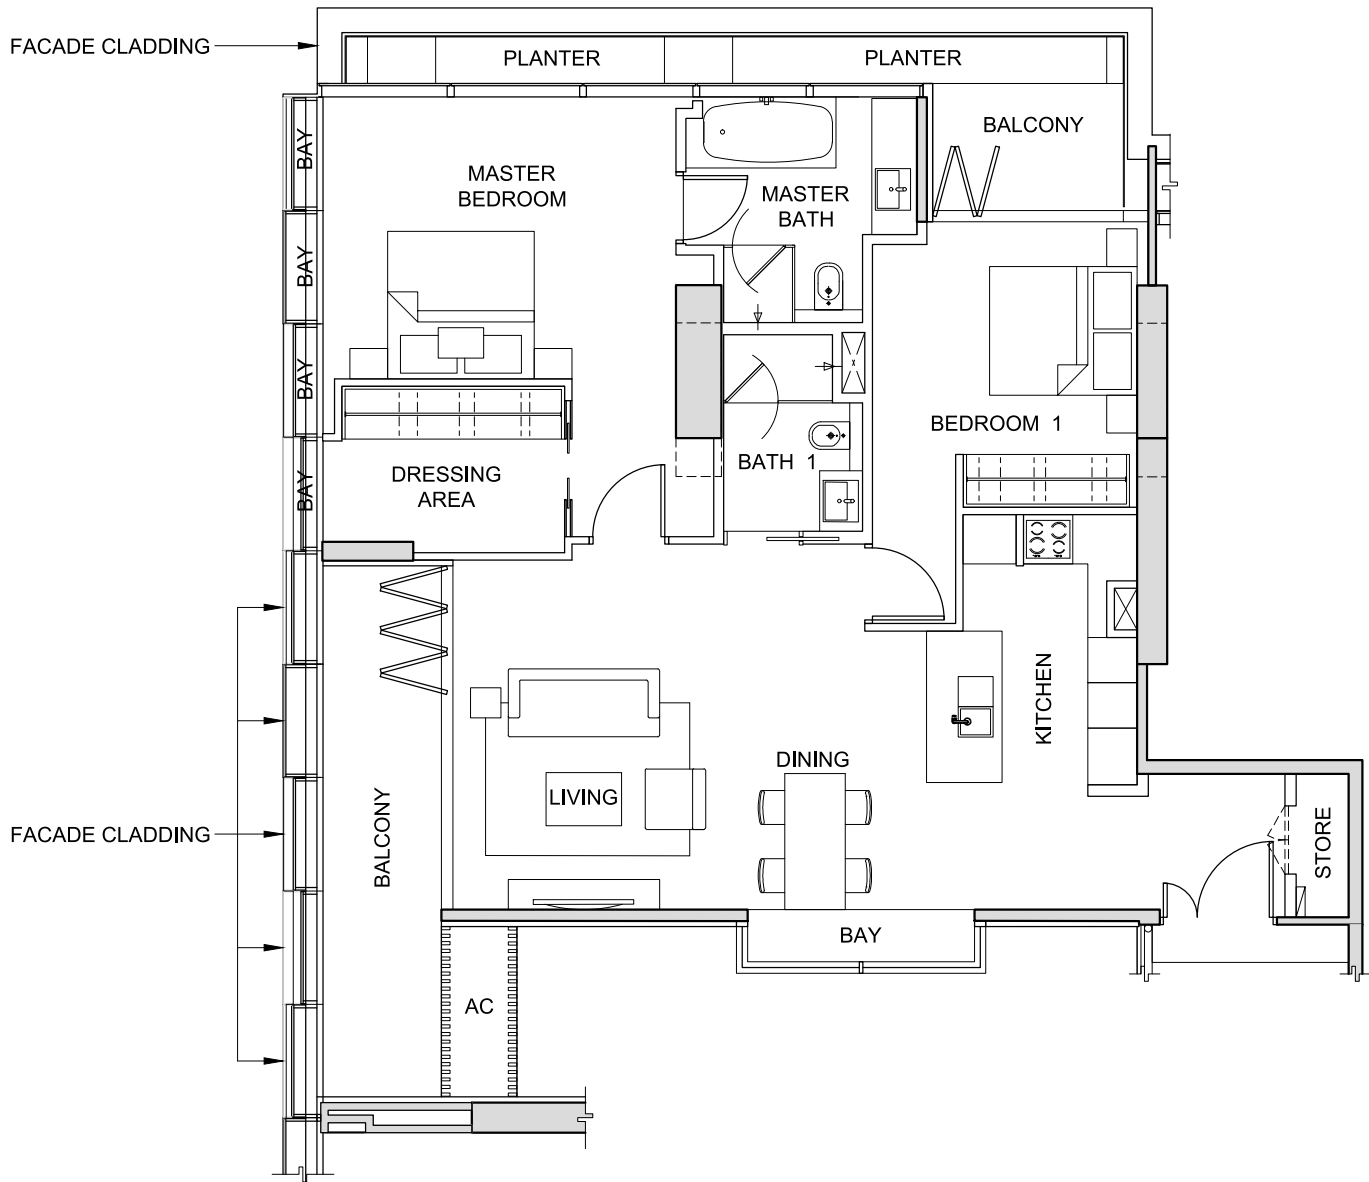 FACADE CLADDING
PLANTER
PLANTER
BALCONY
BAY
MASTER
BEDROOM
MASTER
BATH
BAY
BAY
BEDROOM 1
BATH 1
BAY
DRESSING
AREA
KITCHEN
DINING
LIVING
FACADE CLADDING
BALCONY
STORE
BAY
AC